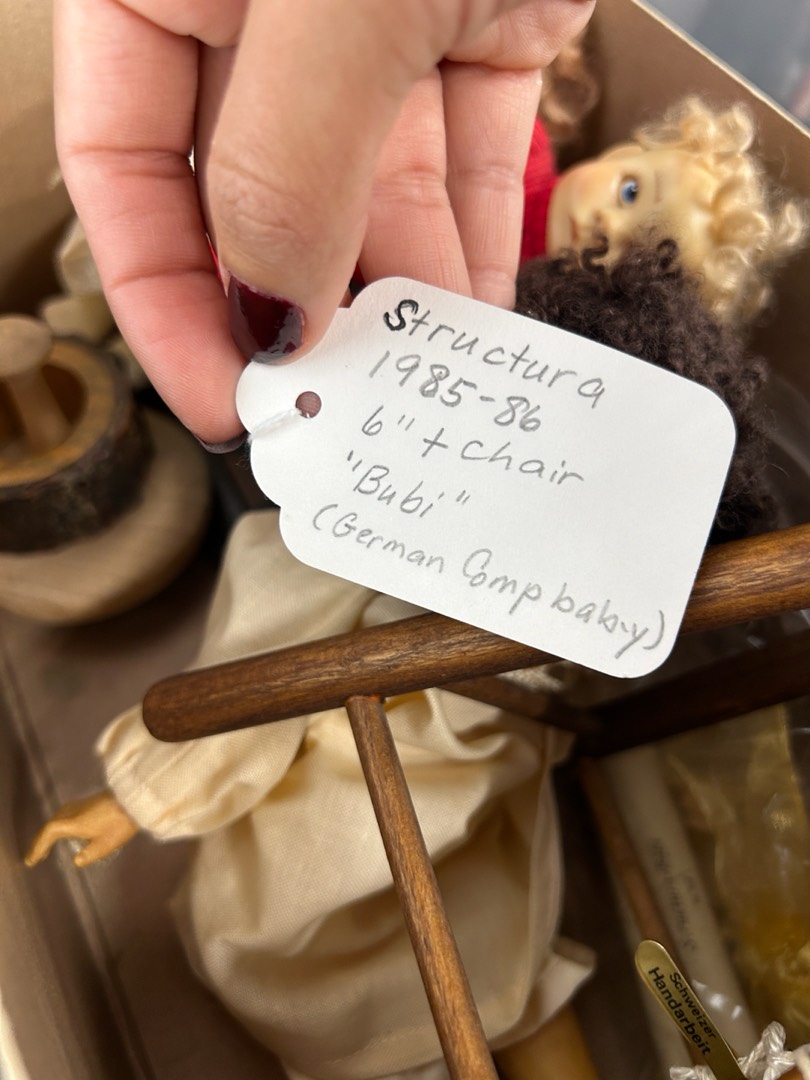 Structura
1985-86
6" + chair
"Bubi"
(German Comp baby)
Schweizer
Handarbeit